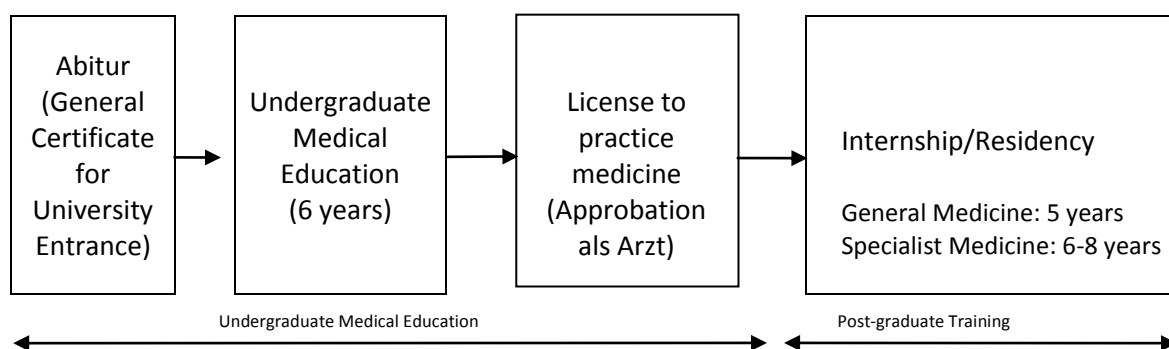 Abitur
(General
Certificate
for
University
Entrance)
Undergraduate
Medical
Education
(6 years)
License to
practice
medicine
(Approbation
als Arzt)
Internship/Residency
General Medicine: 5 years
Specialist Medicine: 6-8 years
Undergraduate Medical Education
Post-graduate Training